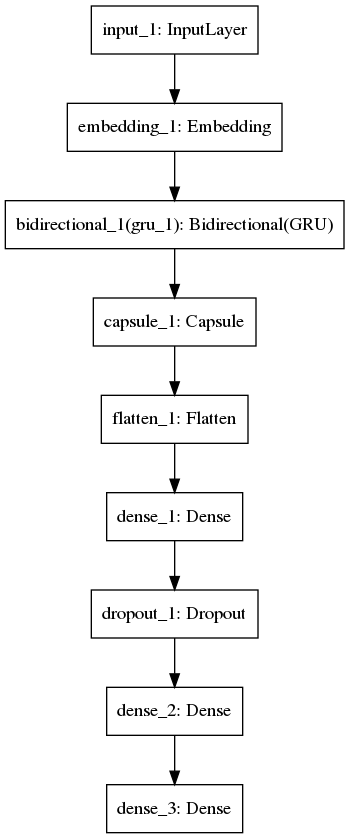 input_1: InputLayer
embedding_1: Embedding
bidirectional_1(gru_1): Bidirectional(GRU)
capsule_1: Capsule
flatten_1: Flatten
dense_1: Dense
dropout_1: Dropout
dense_2: Dense
dense_3: Dense